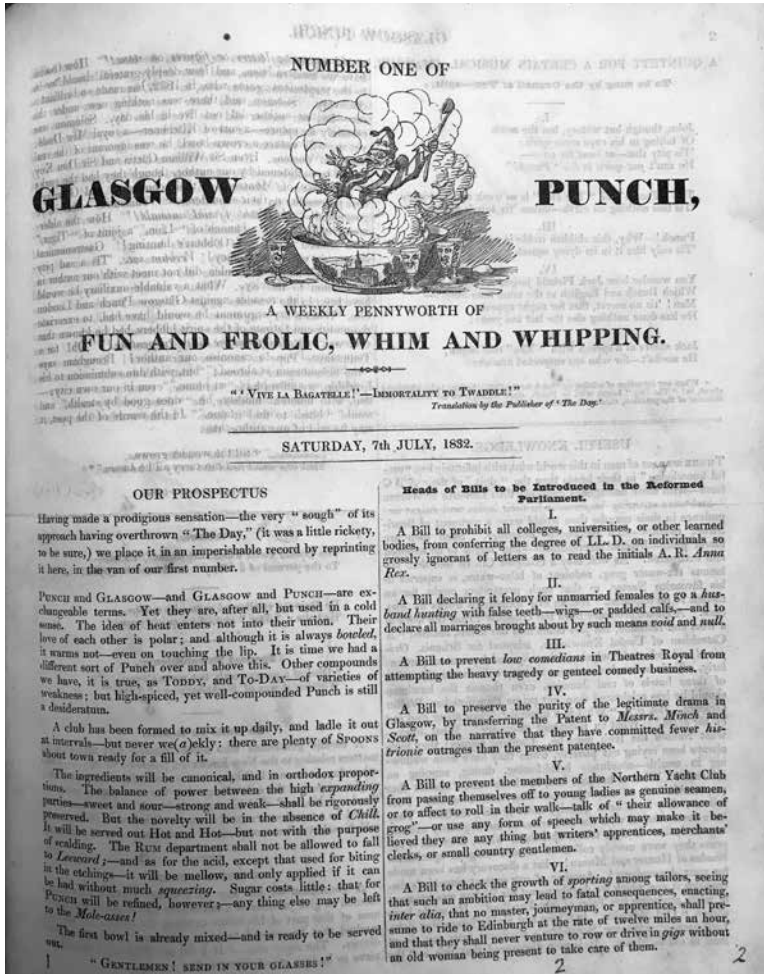 NUMBER ONE OF
GLASGOW PUNCH,
A WEEKLY PENNYWORTH OF
FUN AND FROLIC, WHIM AND WHIPPING.
"'VIVE LA BAGATELLE!'—IMMORTALITY TO TWADDLE!"
Translation by the Publisher of 'The Day.'
SATURDAY, 7th JULY, 1832.
OUR PROSPECTUS
Having made a prodigious sensation—the very "sough" of its
approach having overthrown "The Day," (it was a little rickety,
to be sure,) we place it in an imperishable record by reprinting
it here, in the van of our first number.
PUNCH and GLASGOW—and GLASGOW and PUNCH—are ex-
changeable terms. Yet they are, after all, but used in a cold
sense. The idea of heat enters not into their union. Their
love of each other is polar; and although it is always bowled,
it warms not—even on touching the lip. It is time we had a
different sort of Punch over and above this. Other compounds
we have, it is true, as TODDY, and TO-DAY—of varieties of
weakness; but high-spiced, yet well-compounded Punch is still
a desideratum.
A club has been formed to mix it up daily, and ladle it out
at intervals—but never we(a)ekly: there are plenty of SPOONS
about town ready for a fill of it.
The ingredients will be canonical, and in orthodox propor-
tions. The balance of power between the high expanding
parties—sweet and sour—strong and weak—shall be rigorously
preserved. But the novelty will be in the absence of Chill.
It will be served out Hot and Hot—but not with the purpose
of scalding. The RUM department shall not be allowed to fall
to Leeward;—and as for the acid, except that used for biting
in the etchings—it will be mellow, and only applied if it can
be had without much squeezing. Sugar costs little: that for
PUNCH will be refined, however;—any thing else may be left
to the Mole-asses!
The first bowl is already mixed—and is ready to be served
out.
"GENTLEMEN! SEND IN YOUR GLASSES!"
Heads of Bills to be Introduced in the Reformed
Parliament.
I.
A Bill to prohibit all colleges, universities, or other learned
bodies, from conferring the degree of LL. D. on individuals so
grossly ignorant of letters as to read the initials A. R. Anna
Rex.
II.
A Bill declaring it felony for unmarried females to go a hus-
band hunting with false teeth—wigs—or padded calfs,—and to
declare all marriages brought about by such means void and null.
III.
A Bill to prevent low comedians in Theatres Royal from
attempting the heavy tragedy or genteel comedy business.
IV.
A Bill to preserve the purity of the legitimate drama in
Glasgow, by transferring the Patent to Messrs. Minch and
Scott, on the narrative that they have committed fewer his-
trionic outrages than the present patentee.
V.
A Bill to prevent the members of the Northern Yacht Club
from passing themselves off to young ladies as genuine seamen,
or to affect to roll in their walk—talk of "their allowance of
grog"—or use any form of speech which may make it be-
lieved they are any thing but writers' apprentices, merchants'
clerks, or small country gentlemen.
VI.
A Bill to check the growth of sporting among tailors, seeing
that such an ambition may lead to fatal consequences, enacting,
inter alia, that no master, journeyman, or apprentice, shall pre-
sume to ride to Edinburgh at the rate of twelve miles an hour,
and that they shall never venture to row or drive in gigs without
an old woman being present to take care of them.
2
2